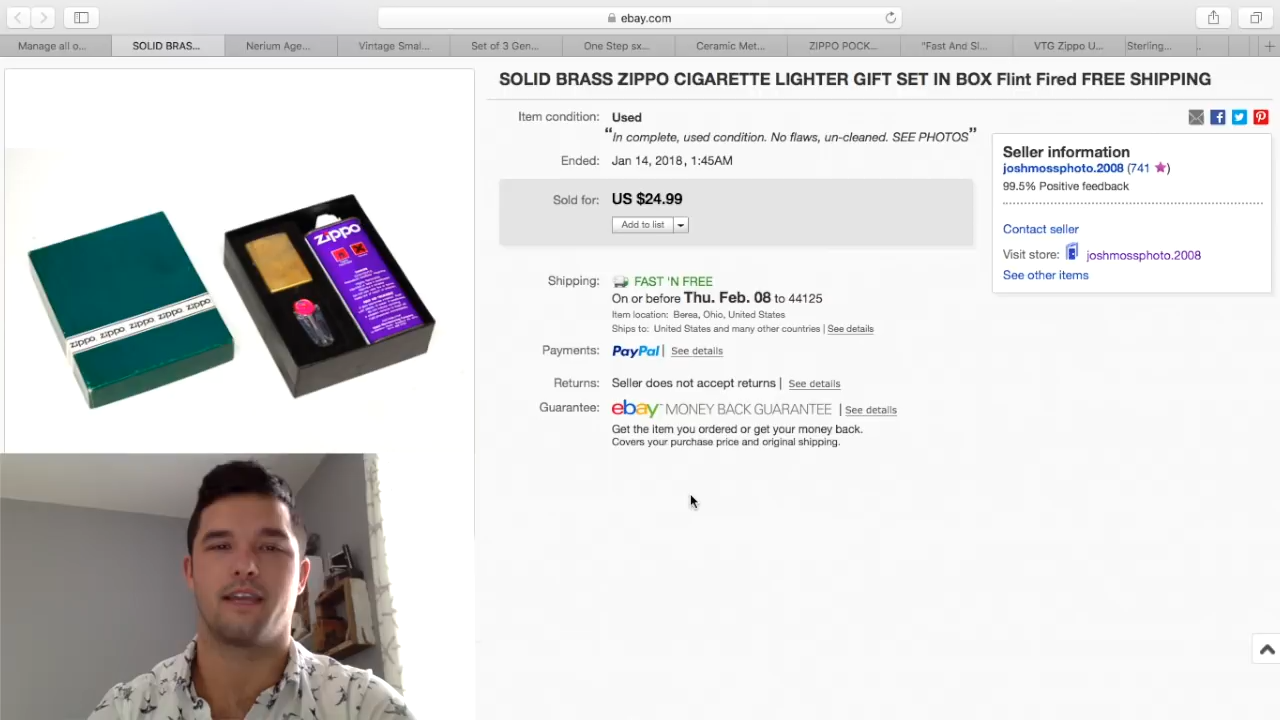 ebay.com
Manage all o...
SOLID BRAS...
Nerium Age...
Vintage Smal...
Set of 3 Gen...
One Step sx...
Ceramic Met...
ZIPPO POCK...
"Fast And Sl...
VTG Zippo U...
Sterling...
SOLID BRASS ZIPPO CIGARETTE LIGHTER GIFT SET IN BOX Flint Fired FREE SHIPPING
Item condition: Used
“In complete, used condition. No flaws, un-cleaned. SEE PHOTOS”
Ended: Jan 14, 2018 , 1:45AM
Sold for: US $24.99
Add to list
Shipping: FAST 'N FREE
On or before Thu. Feb. 08 to 44125
Item location: Berea, Ohio, United States
Ships to: United States and many other countries | See details
Payments: PayPal | See details
Returns: Seller does not accept returns | See details
Guarantee: ebay MONEY BACK GUARANTEE | See details
Get the item you ordered or get your money back.
Covers your purchase price and original shipping.
Seller information
joshmossphoto.2008 (741 )
99.5% Positive feedback
Contact seller
Visit store: joshmossphoto.2008
See other items
zippo
zippo zippo zippo zippo zippo